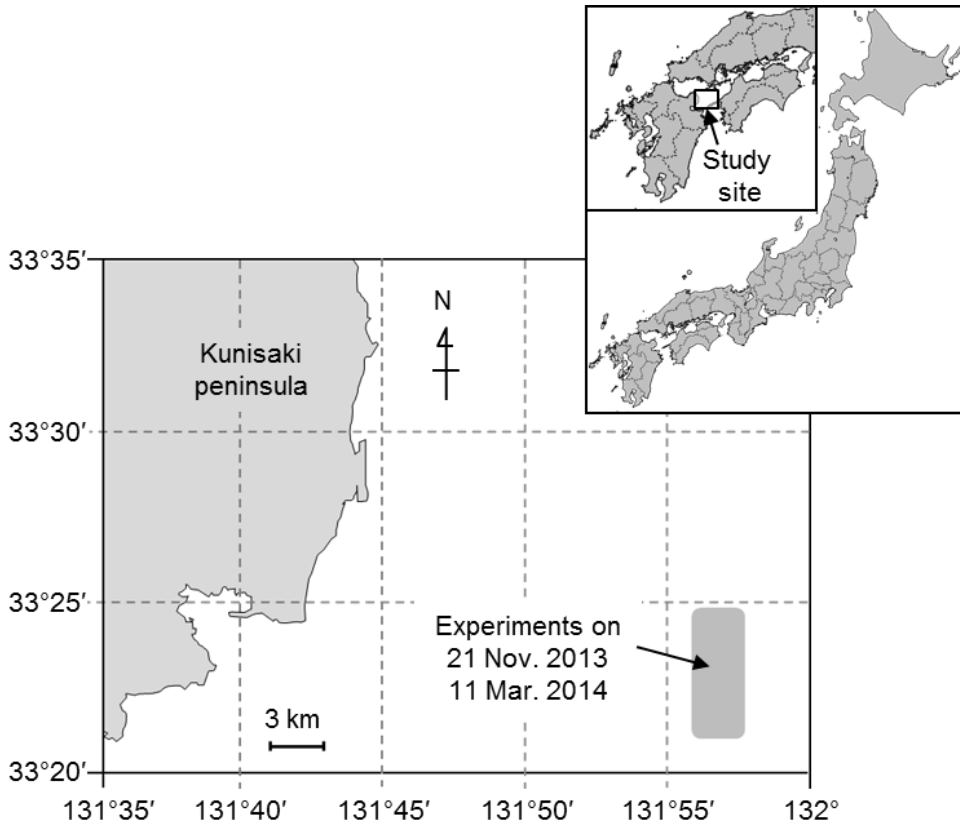 Study
site
33°35′
N
Kunisaki
peninsula
33°30′
33°25′
Experiments on
21 Nov. 2013
11 Mar. 2014
3 km
33°20′
131°35′ 131°40′ 131°45′ 131°50′ 131°55′ 132°